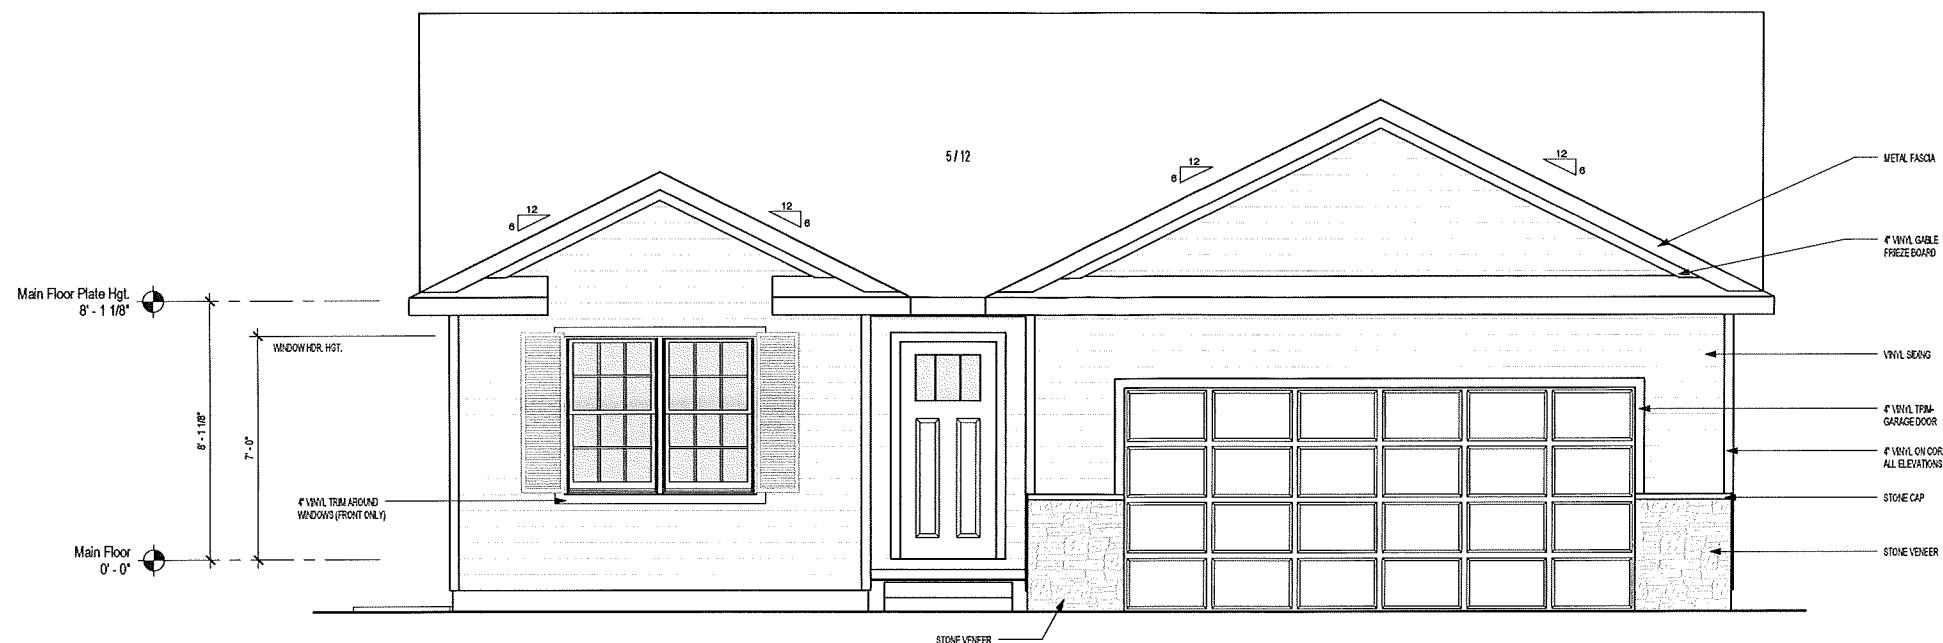 5 / 12
12
6
12
6
12
6
12
6
METAL FASCIA
4" VINYL GABLE
FRIEZE BOARD
Main Floor Plate Hgt.
8' - 1 1/8"
WINDOW HDR. HGT.
VINYL SIDING
8' - 1 1/8"
7' - 0"
4" VINYL TRIM-
GARAGE DOOR
4" VINYL ON COR
ALL ELEVATIONS
4" VINYL TRIM AROUND
WINDOWS (FRONT ONLY)
STONE CAP
Main Floor
0' - 0"
STONE VENEER
STONE VENEER